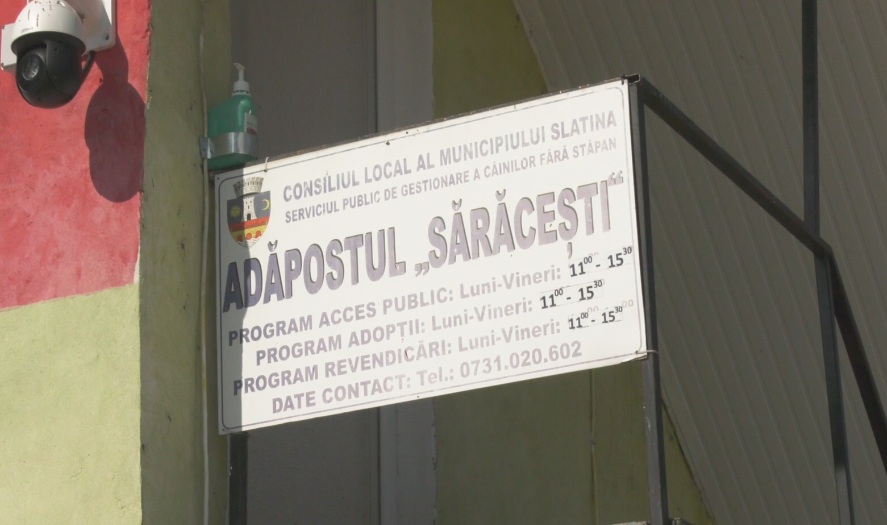 CONSILIUL LOCAL AL MUNICIPIULUI SLATINA
SERVICIUL PUBLIC DE GESTIONARE A CÂINILOR FĂRĂ STĂPAN
ADĂPOSTUL „SĂRĂCEȘTI“
PROGRAM ACCES PUBLIC: Luni-Vineri: 11⁰⁰ - 15³⁰
PROGRAM ADOPȚII: Luni-Vineri: 11⁰⁰ - 15³⁰
PROGRAM REVENDICĂRI: Luni-Vineri: 11⁰⁰ - 15³⁰
DATE CONTACT: Tel.: 0731.020.602